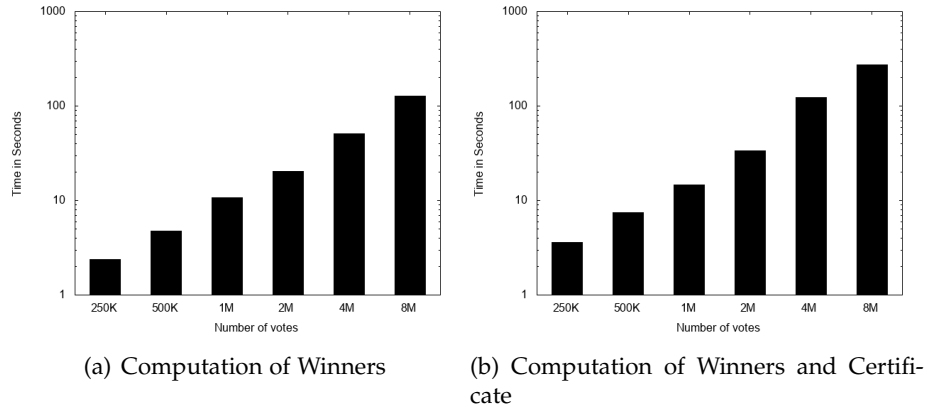 1000
100
10
1
Time in Seconds
250K 500K 1M 2M 4M 8M
Number of votes
(a) Computation of Winners
1000
100
10
1
Time in Seconds
250K 500K 1M 2M 4M 8M
Number of votes
(b) Computation of Winners and Certifi-
cate